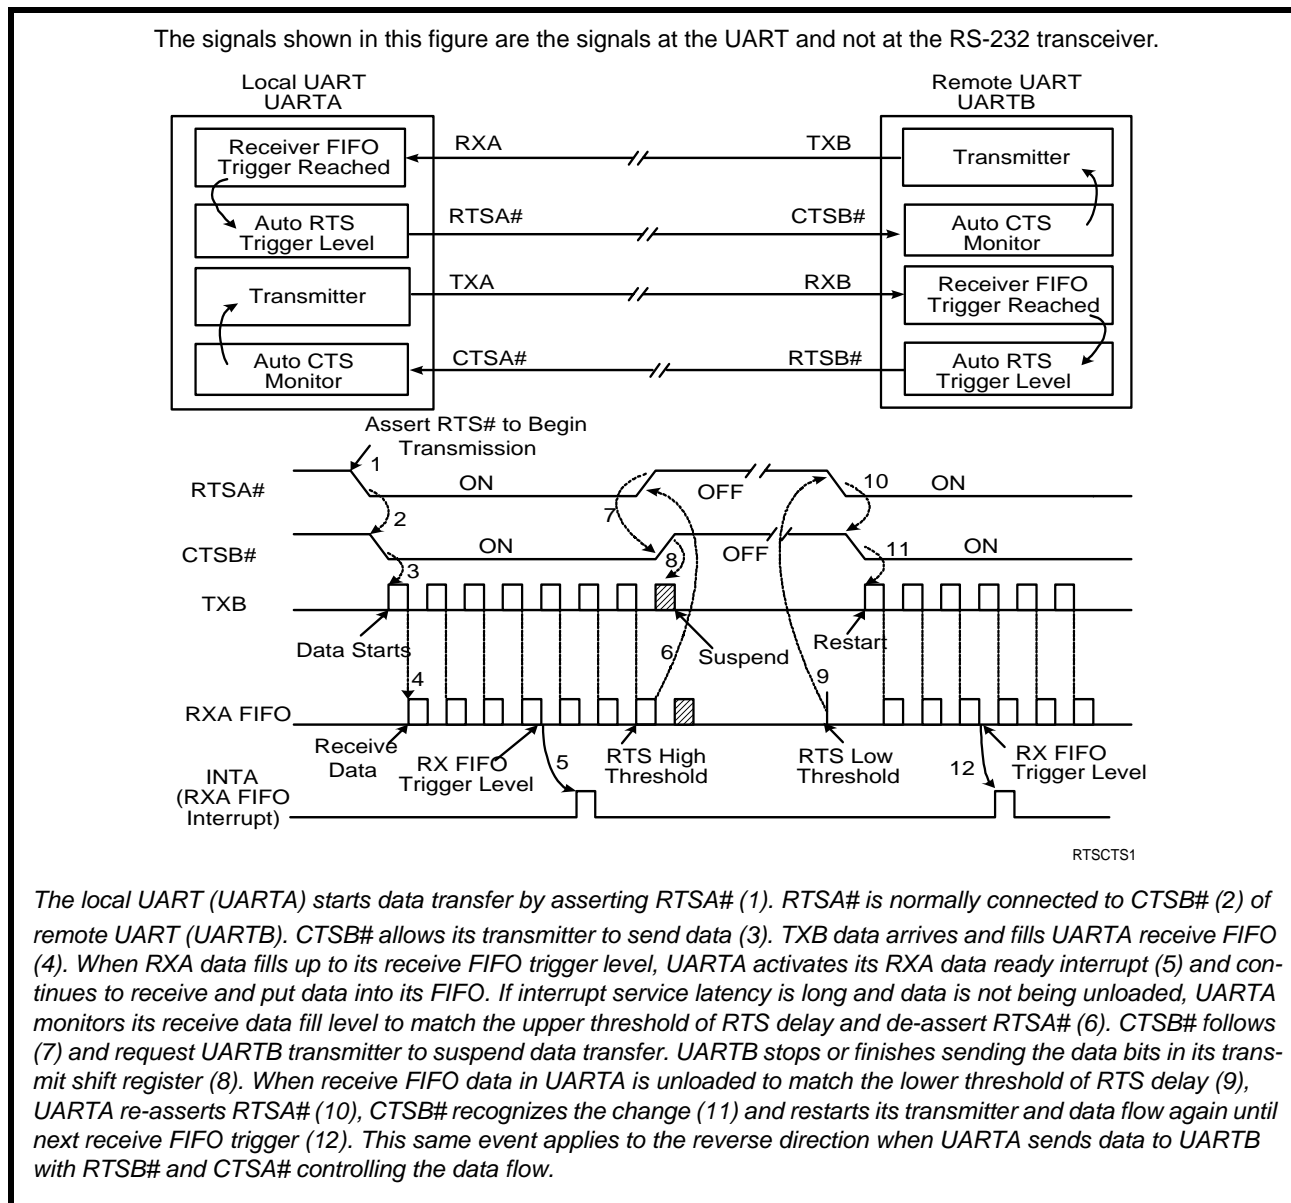 The signals shown in this figure are the signals at the UART and not at the RS-232 transceiver.
Local UART
UARTA
Remote UART
UARTB
Receiver FIFO
Trigger Reached
RXA
TXB
Transmitter
Auto RTS
Trigger Level
RTSA#
CTSB#
Auto CTS
Monitor
Transmitter
TXA
RXB
Receiver FIFO
Trigger Reached
Auto CTS
Monitor
CTSA#
RTSB#
Auto RTS
Trigger Level
Assert RTS# to Begin
Transmission
1
RTSA#
ON
OFF
10
ON
2
7
CTSB#
ON
OFF
11
ON
3
8
TXB
Data Starts
6
Suspend
Restart
4
9
RXA FIFO
Receive
Data
RX FIFO
Trigger Level
5
RTS High
Threshold
RTS Low
Threshold
12
RX FIFO
Trigger Level
INTA
(RXA FIFO
Interrupt)
RTSCTS1
The local UART (UARTA) starts data transfer by asserting RTSA# (1). RTSA# is normally connected to CTSB# (2) of
remote UART (UARTB). CTSB# allows its transmitter to send data (3). TXB data arrives and fills UARTA receive FIFO
(4). When RXA data fills up to its receive FIFO trigger level, UARTA activates its RXA data ready interrupt (5) and con-
tinues to receive and put data into its FIFO. If interrupt service latency is long and data is not being unloaded, UARTA
monitors its receive data fill level to match the upper threshold of RTS delay and de-assert RTSA# (6). CTSB# follows
(7) and request UARTB transmitter to suspend data transfer. UARTB stops or finishes sending the data bits in its trans-
mit shift register (8). When receive FIFO data in UARTA is unloaded to match the lower threshold of RTS delay (9),
UARTA re-asserts RTSA# (10), CTSB# recognizes the change (11) and restarts its transmitter and data flow again until
next receive FIFO trigger (12). This same event applies to the reverse direction when UARTA sends data to UARTB
with RTSB# and CTSA# controlling the data flow.